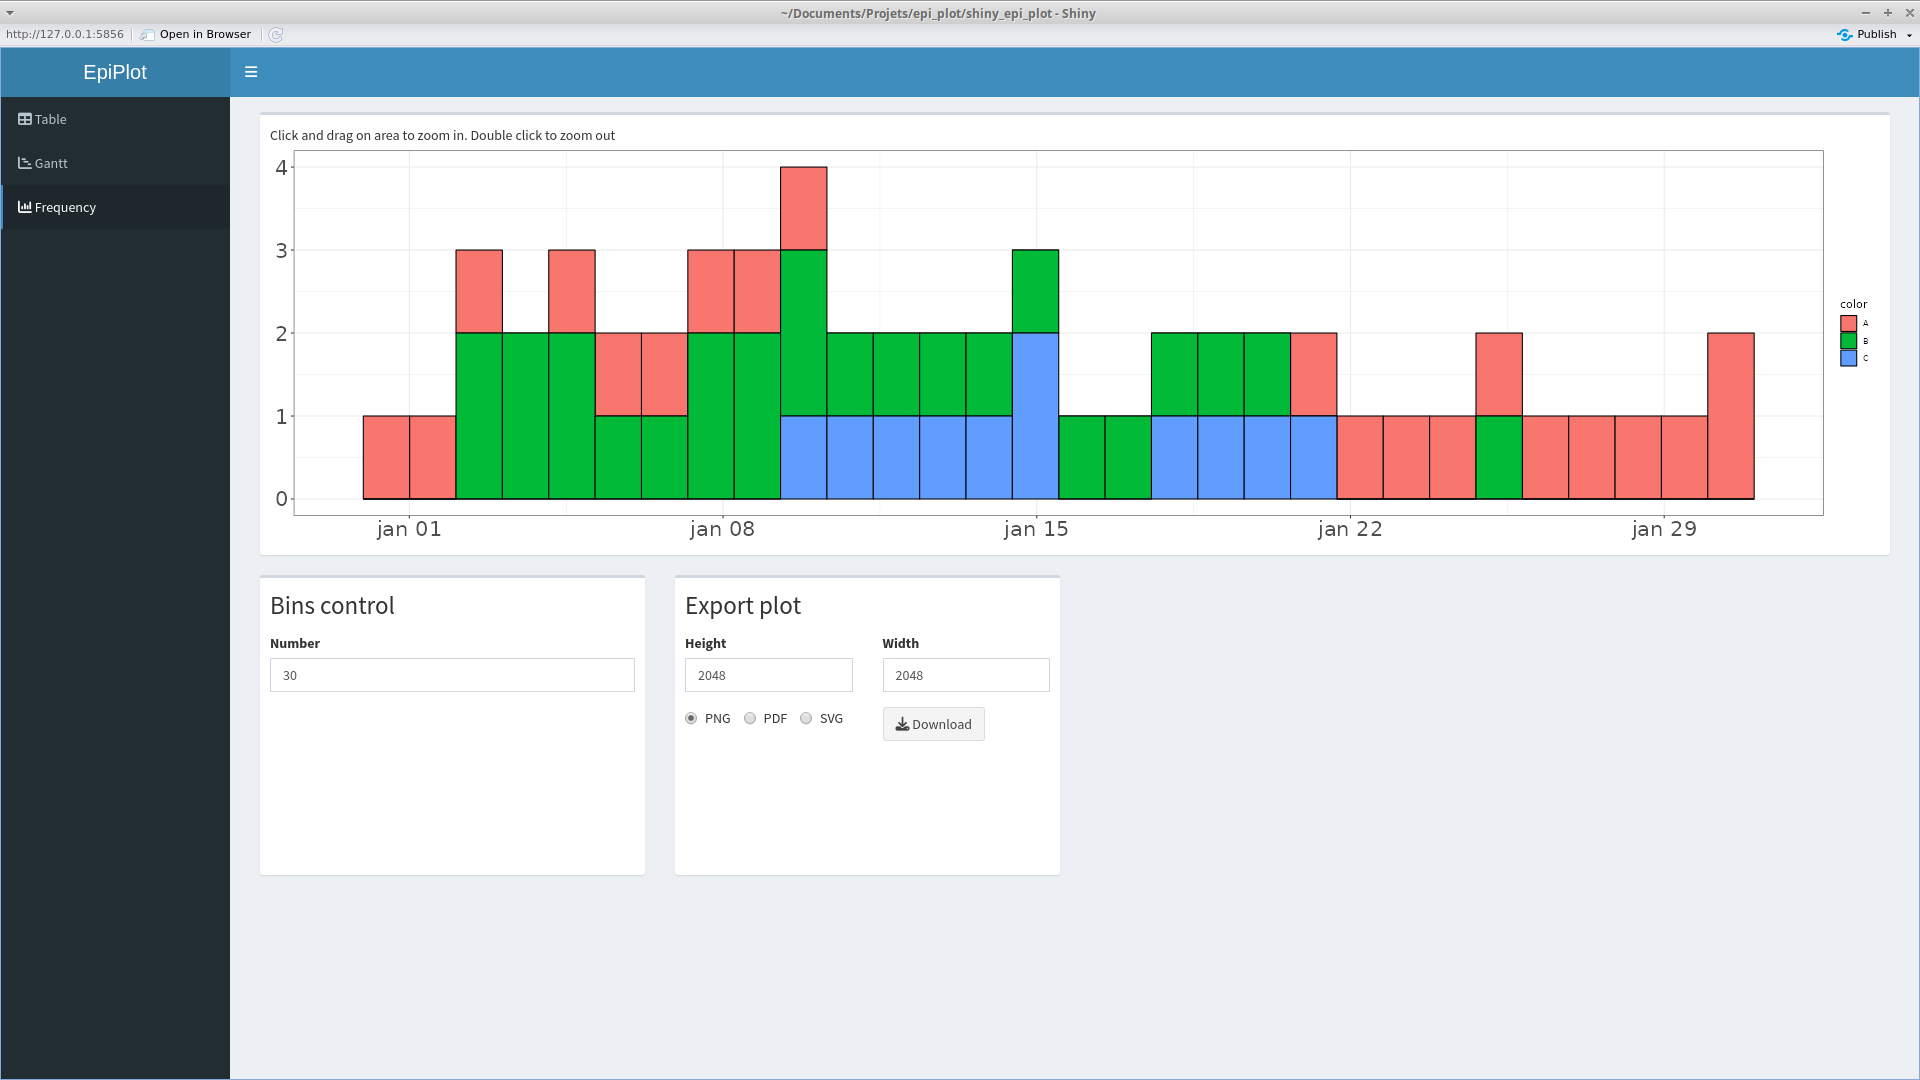 ~/Documents/Projets/epi_plot/shiny_epi_plot - Shiny
http://127.0.0.1:5856 Open in Browser Publish
EpiPlot
Table
Gantt
Frequency
Click and drag on area to zoom in. Double click to zoom out
4
3
2
1
0
jan 01 jan 08 jan 15 jan 22 jan 29
color
A
B
C
Bins control
Number
30
Export plot
Height Width
2048 2048
PNG PDF SVG Download